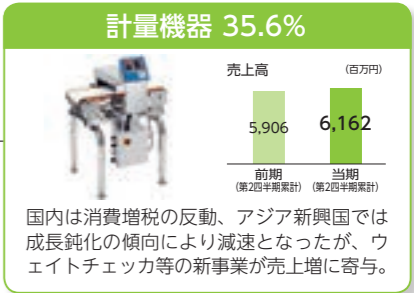 計量機器 35.6%
売上高 (百万円)
5,906 6,162
前期 当期
(第2四半期累計) (第2四半期累計)
国内は消費増税の反動、アジア新興国では
成長鈍化の傾向により減速となったが、ウ
ェイトチェッカ等の新事業が売上増に寄与。